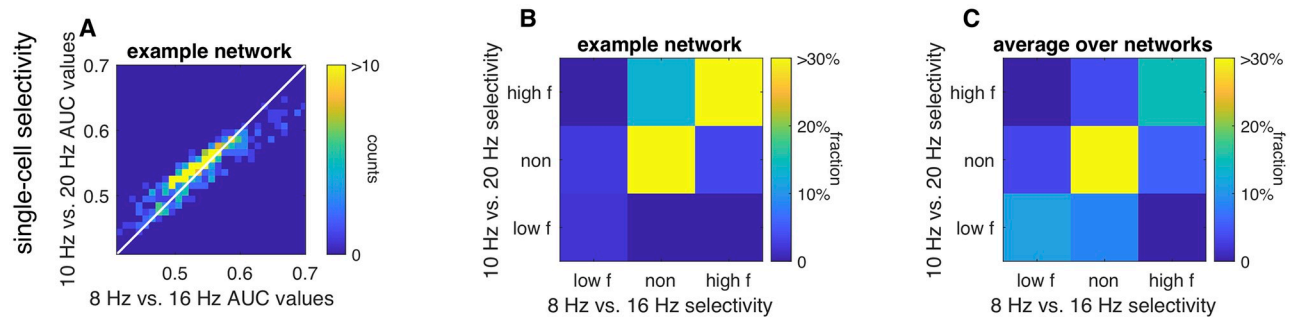 single-cell selectivity
A
example network
10 Hz vs. 20 Hz AUC values
0.7
0.6
0.5
0.5 0.6 0.7
8 Hz vs. 16 Hz AUC values
>10
counts
0
B
example network
10 Hz vs. 20 Hz selectivity
high f
non
low f
low f non high f
8 Hz vs. 16 Hz selectivity
>30%
20%
10%
0
fraction
C
average over networks
10 Hz vs. 20 Hz selectivity
high f
non
low f
low f non high f
8 Hz vs. 16 Hz selectivity
>30%
20%
10%
0
fraction